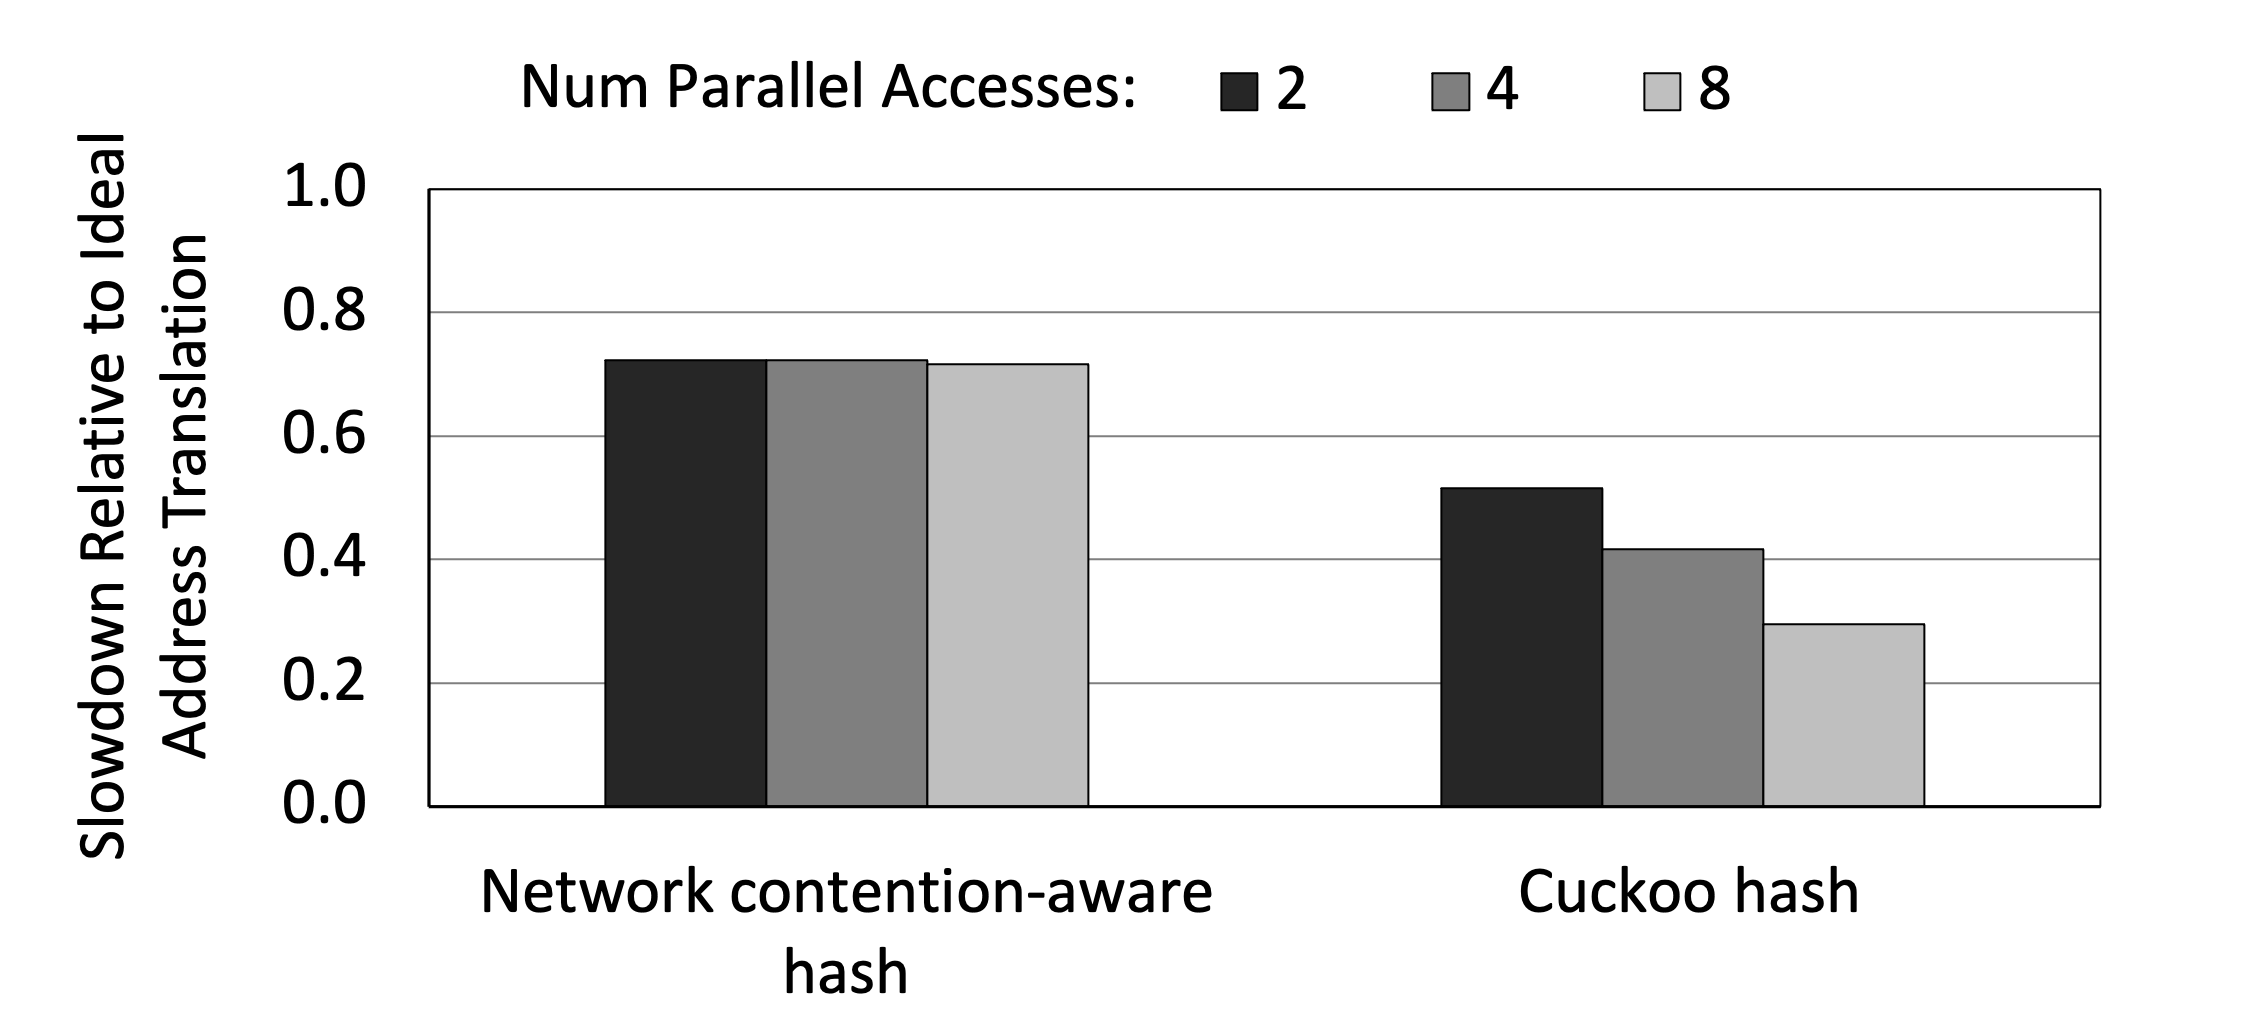 Num Parallel Accesses: 2 4 8
Slowdown Relative to Ideal
Address Translation
1.0
0.8
0.6
0.4
0.2
0.0
Network contention-aware
hash
Cuckoo hash